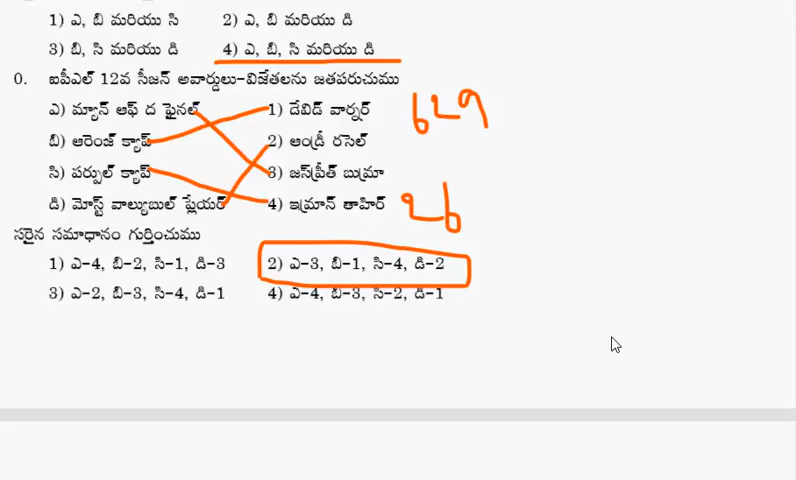 1) ఎ, బి మరియు సి 2) ఎ, బి మరియు డి
3) బి, సి మరియు డి 4) ఎ, బి, సి మరియు డి
0. ఐపీఎల్ 12వ సీజన్ అవార్డులు-విజేతలను జతపరుచుము
ఎ) మ్యాన్ ఆఫ్ ద ఫైనల్ 1) డేవిడ్ వార్నర్ 629
బి) ఆరెంజ్ క్యాప్ 2) ఆండ్రీ రసెల్
సి) పర్పుల్ క్యాప్ 3) జస్‌ప్రీత్ బుమ్రా
డి) మోస్ట్ వాల్యుబుల్ ప్లేయర్ 4) ఇమ్రాన్ తాహిర్ 26
సరైన సమాధానం గుర్తించుము
1) ఎ-4, బి-2, సి-1, డి-3 2) ఎ-3, బి-1, సి-4, డి-2
3) ఎ-2, బి-3, సి-4, డి-1 4) ఎ-4, బి-3, సి-2, డి-1